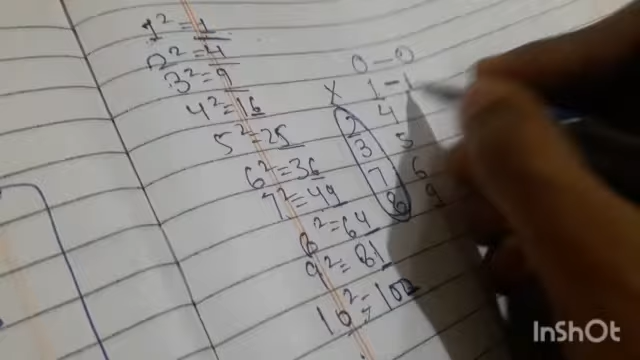 1² = 1
2² = 4
3² = 9
4² = 16
5² = 25
6² = 36
7² = 49
8² = 64
9² = 81
10² = 100
0 – 0
X 1 – 1
2 4
3 5
7 6
8 9
InShOt